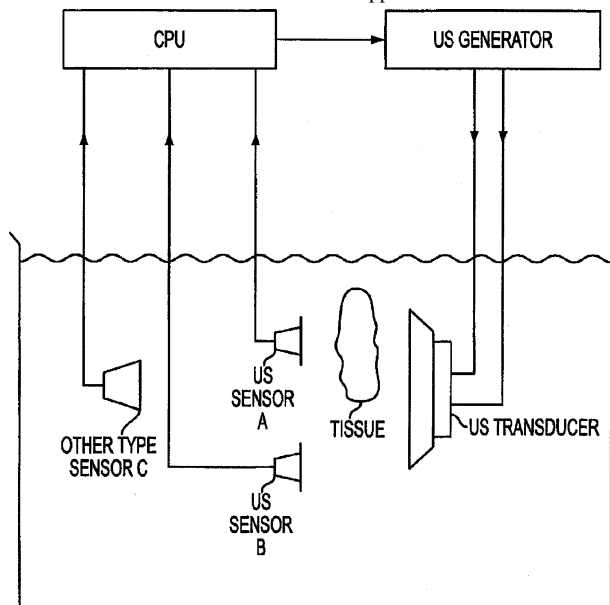 CPU
US GENERATOR
US
SENSOR
A
TISSUE
US TRANSDUCER
OTHER TYPE
SENSOR C
US
SENSOR
B